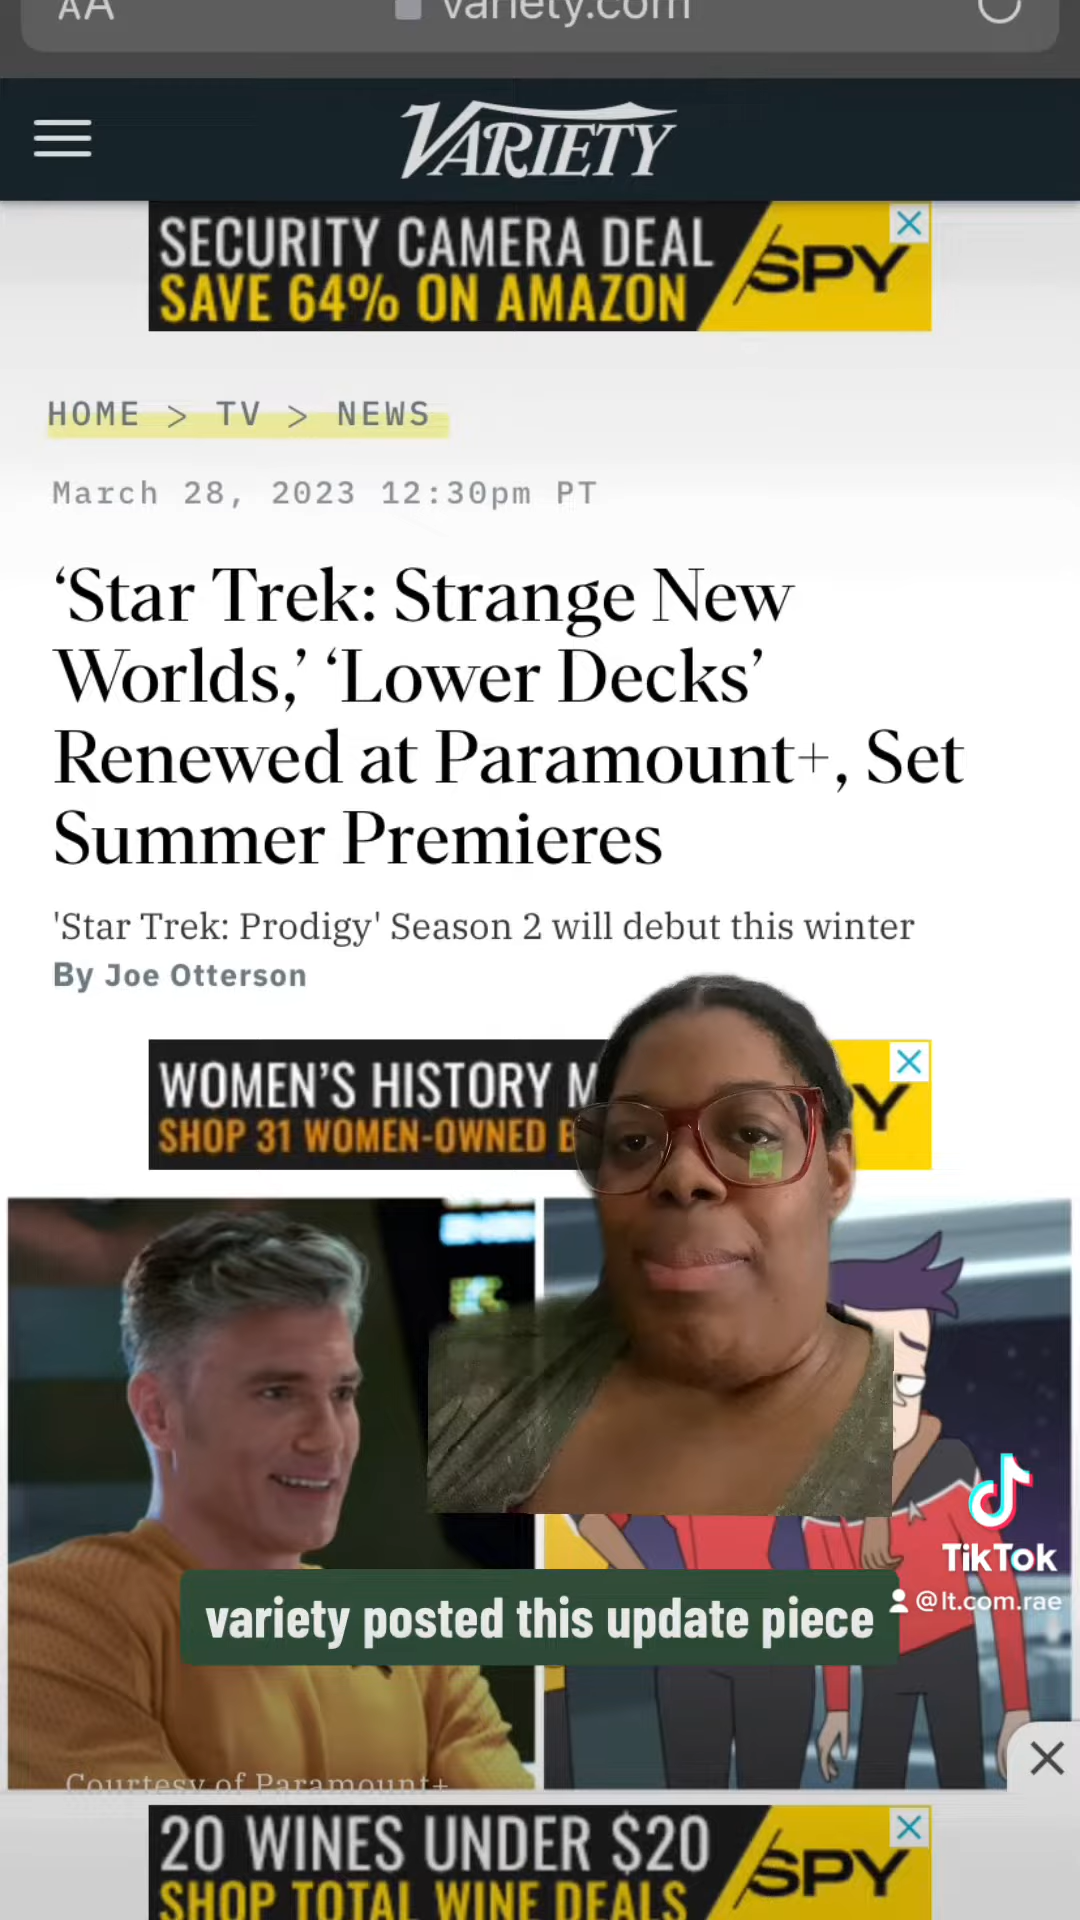 AA
variety.com
VARIETY
SECURITY CAMERA DEAL
SAVE 64% ON AMAZON
SPY
HOME > TV > NEWS
March 28, 2023 12:30pm PT
‘Star Trek: Strange New
Worlds,’ ‘Lower Decks’
Renewed at Paramount+, Set
Summer Premieres
'Star Trek: Prodigy' Season 2 will debut this winter
By Joe Otterson
WOMEN'S HISTORY M
SHOP 31 WOMEN-OWNED B
Y
TikTok
@lt.com.rae
variety posted this update piece
Courtesy of Paramount+
20 WINES UNDER $20
SHOP TOTAL WINE DEALS
SPY